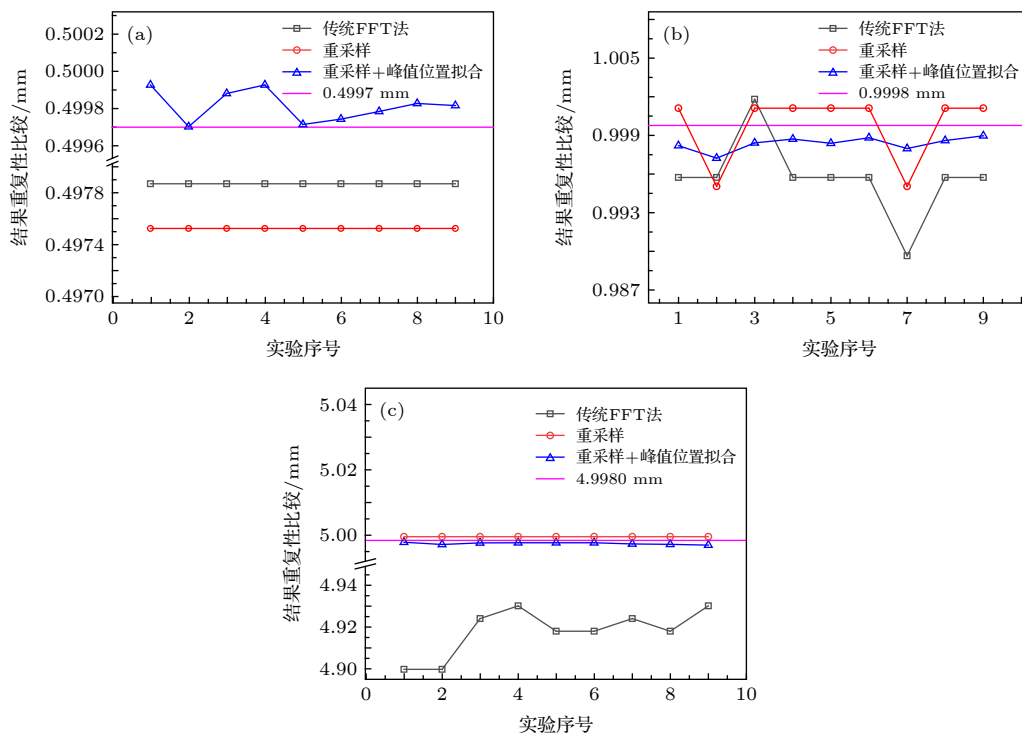 (a)
传统FFT法
重采样
重采样+峰值位置拟合
0.4997 mm
结果重复性比较/mm
0.5002
0.5000
0.4998
0.4996
0.4978
0.4974
0.4970
0 2 4 6 8 10
实验序号
(b)
传统FFT法
重采样
重采样+峰值位置拟合
0.9998 mm
结果重复性比较/mm
1.005
0.999
0.993
0.987
1 3 5 7 9
实验序号
(c)
传统FFT法
重采样
重采样+峰值位置拟合
4.9980 mm
结果重复性比较/mm
5.04
5.02
5.00
4.94
4.92
4.90
0 2 4 6 8 10
实验序号